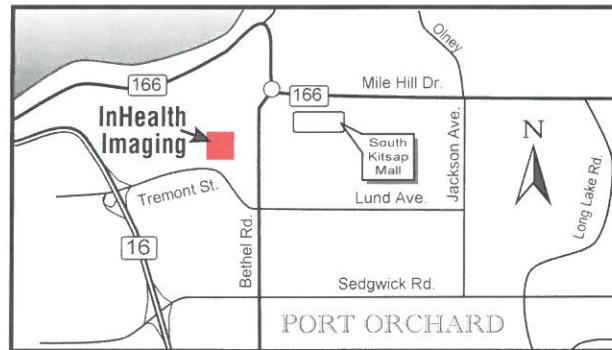 Olney
166
166
Mile Hill Dr.
InHealth
Imaging
South
Kitsap
Mall
Jackson Ave.
N
Long Lake Rd.
Tremont St.
Lund Ave.
16
Bethel Rd.
Sedgwick Rd.
PORT ORCHARD